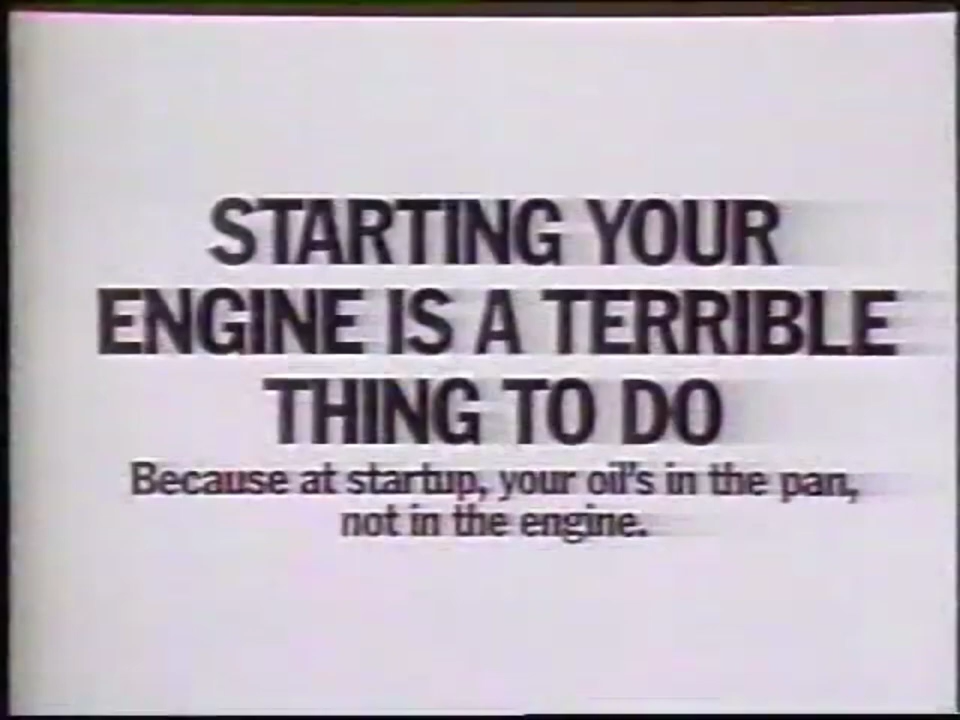 STARTING YOUR
ENGINE IS A TERRIBLE
THING TO DO
Because at startup, your oil's in the pan,
not in the engine.